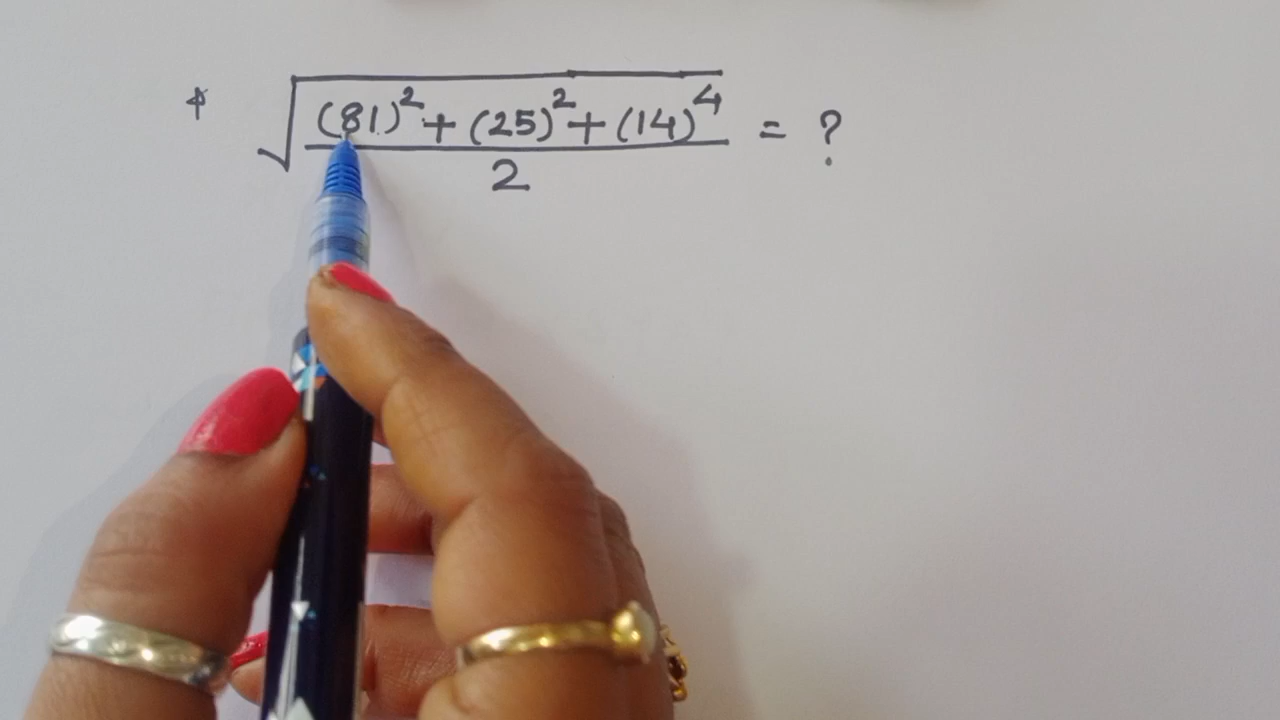 √((81)² + (25)² + (14)⁴ / 2) = ?